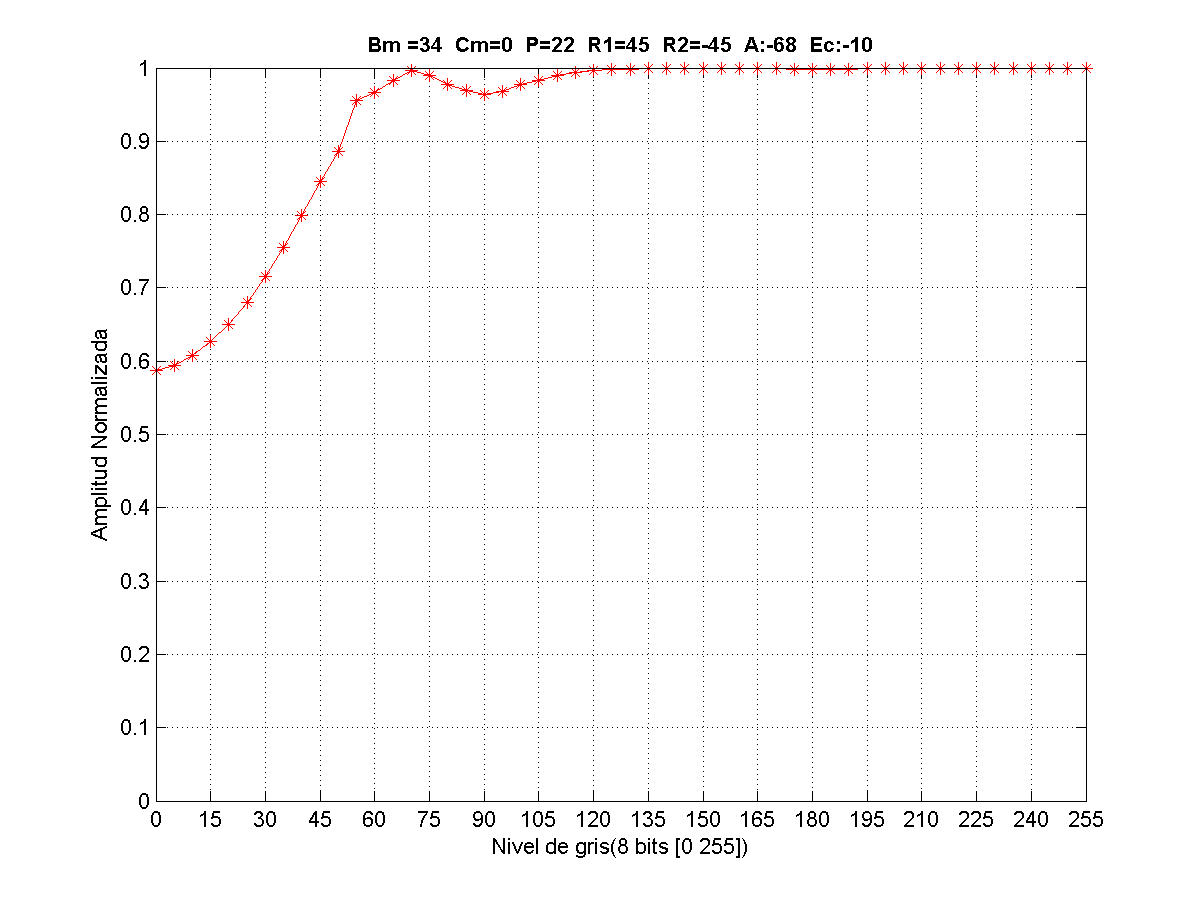 Bm =34 Cm=0 P=22 R1=45 R2=-45 A:-68 Ec:-10
1
0.9
0.8
0.7
0.6
0.5
0.4
0.3
0.2
0.1
0
Amplitud Normalizada
0 15 30 45 60 75 90 105 120 135 150 165 180 195 210 225 240 255
Nivel de gris(8 bits [0 255])